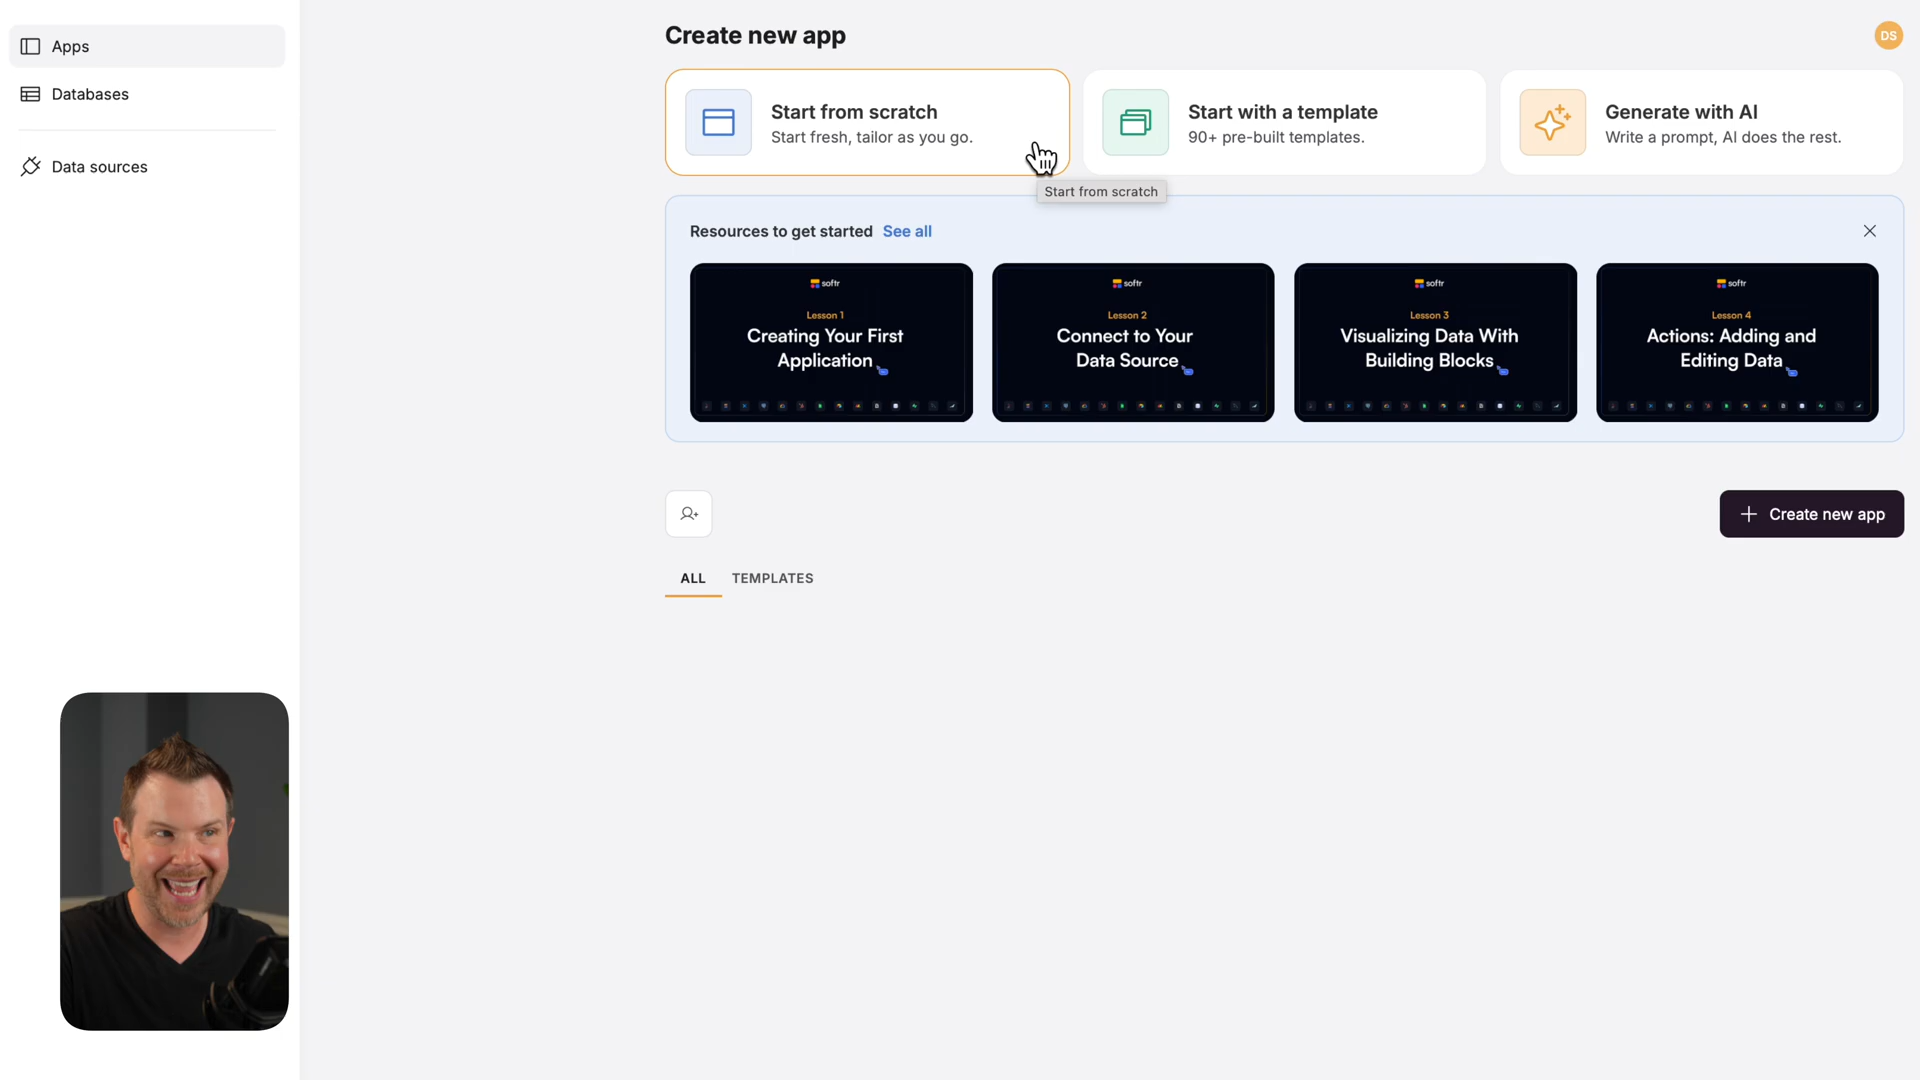 Apps
Databases
Data sources
Create new app
DS
Start from scratch
Start fresh, tailor as you go.
Start with a template
90+ pre-built templates.
Generate with AI
Write a prompt, AI does the rest.
Start from scratch
Resources to get started See all
softr
Lesson 1
Creating Your First
Application
softr
Lesson 2
Connect to Your
Data Source
softr
Lesson 3
Visualizing Data With
Building Blocks
softr
Lesson 4
Actions: Adding and
Editing Data
Create new app
ALL TEMPLATES